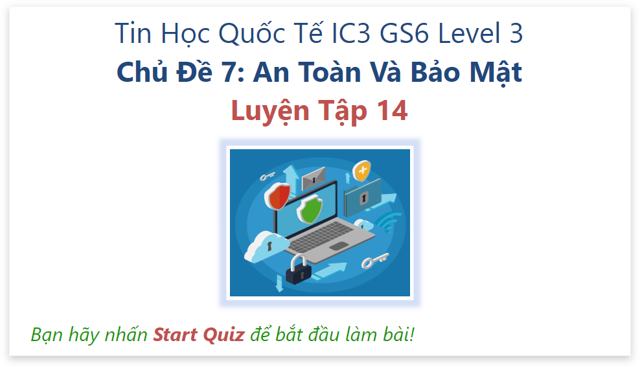 Tin Học Quốc Tế IC3 GS6 Level 3
Chủ Đề 7: An Toàn Và Bảo Mật
Luyện Tập 14
Bạn hãy nhấn Start Quiz để bắt đầu làm bài!